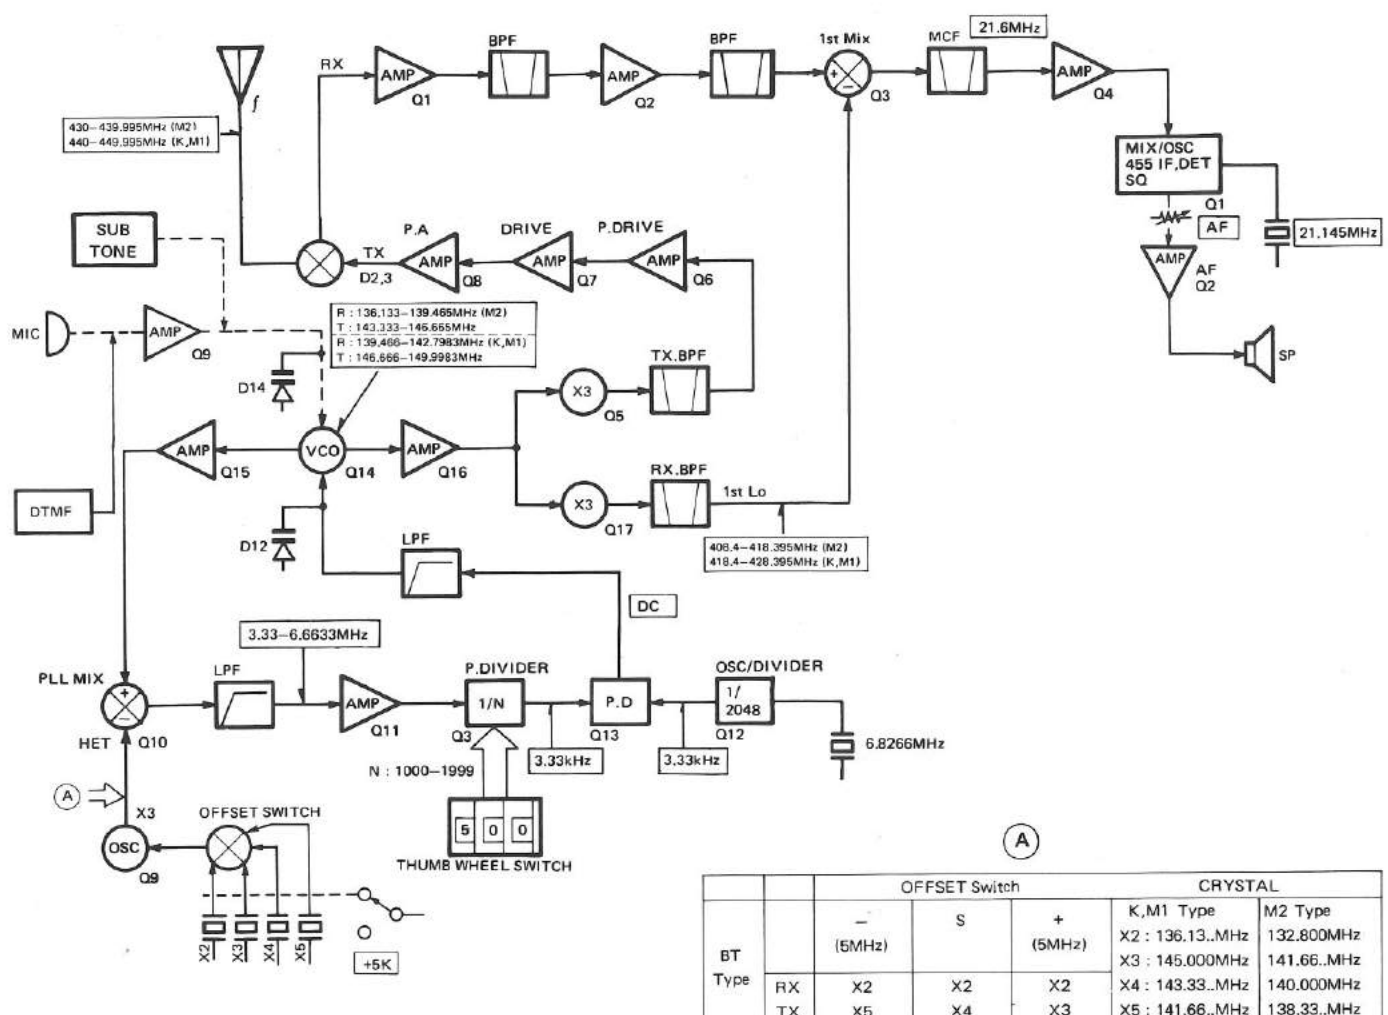 BPF
BPF
1st Mix
MCF
21.6MHz
RX
AMP
Q1
AMP
Q2
+
−
Q3
AMP
Q4
f
430−439.995MHz (M2)
440−449.995MHz (K,M1)
MIX/OSC
455 IF,DET
SQ
Q1
AF
21.145MHz
AMP
AF
Q2
SP
SUB
TONE
P.A
DRIVE
P.DRIVE
TX
AMP
AMP
AMP
D2,3
Q8
Q7
Q6
MIC
AMP
Q9
R : 136.133−139.465MHz (M2)
T : 143.333−146.665MHz
R : 139.466−142.7983MHz (K,M1)
T : 146.666−149.9983MHz
D14
TX.BPF
X3
Q5
AMP
Q15
VCO
Q14
AMP
Q16
RX.BPF
1st Lo
X3
Q17
DTMF
D12
LPF
408.4−418.395MHz (M2)
418.4−428.395MHz (K,M1)
DC
3.33−6.6633MHz
PLL MIX
LPF
P.DIVIDER
OSC/DIVIDER
+
−
AMP
1/N
P.D
1/
2048
HET
Q10
Q11
Q3
Q13
Q12
6.8266MHz
3.33kHz
3.33kHz
N : 1000−1999
A
X3
OFFSET SWITCH
5 0 0
OSC
Q9
THUMB WHEEL SWITCH
X2 X3 X4 X5
+5K
A
OFFSET Switch
CRYSTAL
−
(5MHz)
S
+
(5MHz)
K,M1 Type
M2 Type
BT
Type
X2 : 136.13..MHz 132.800MHz
X3 : 145.000MHz 141.66..MHz
RX X2 X2 X2 X4 : 143.33..MHz 140.000MHz
TX X5 X4 X3 X5 : 141.66..MHz 138.33..MHz